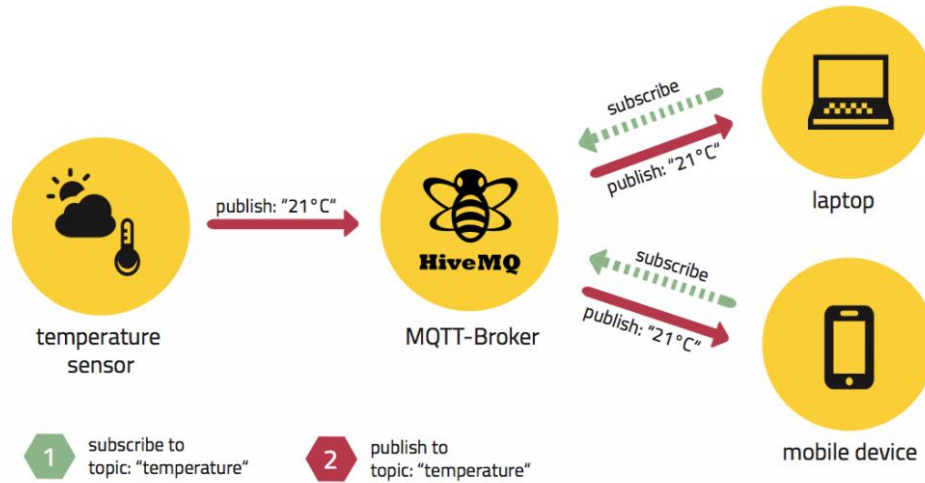 subscribe
publish: “21°C“
laptop
publish: “21°C“
HiveMQ
temperature
sensor
MQTT-Broker
subscribe
publish: “21°C“
mobile device
1
subscribe to
topic: “temperature“
2
publish to
topic: “temperature“